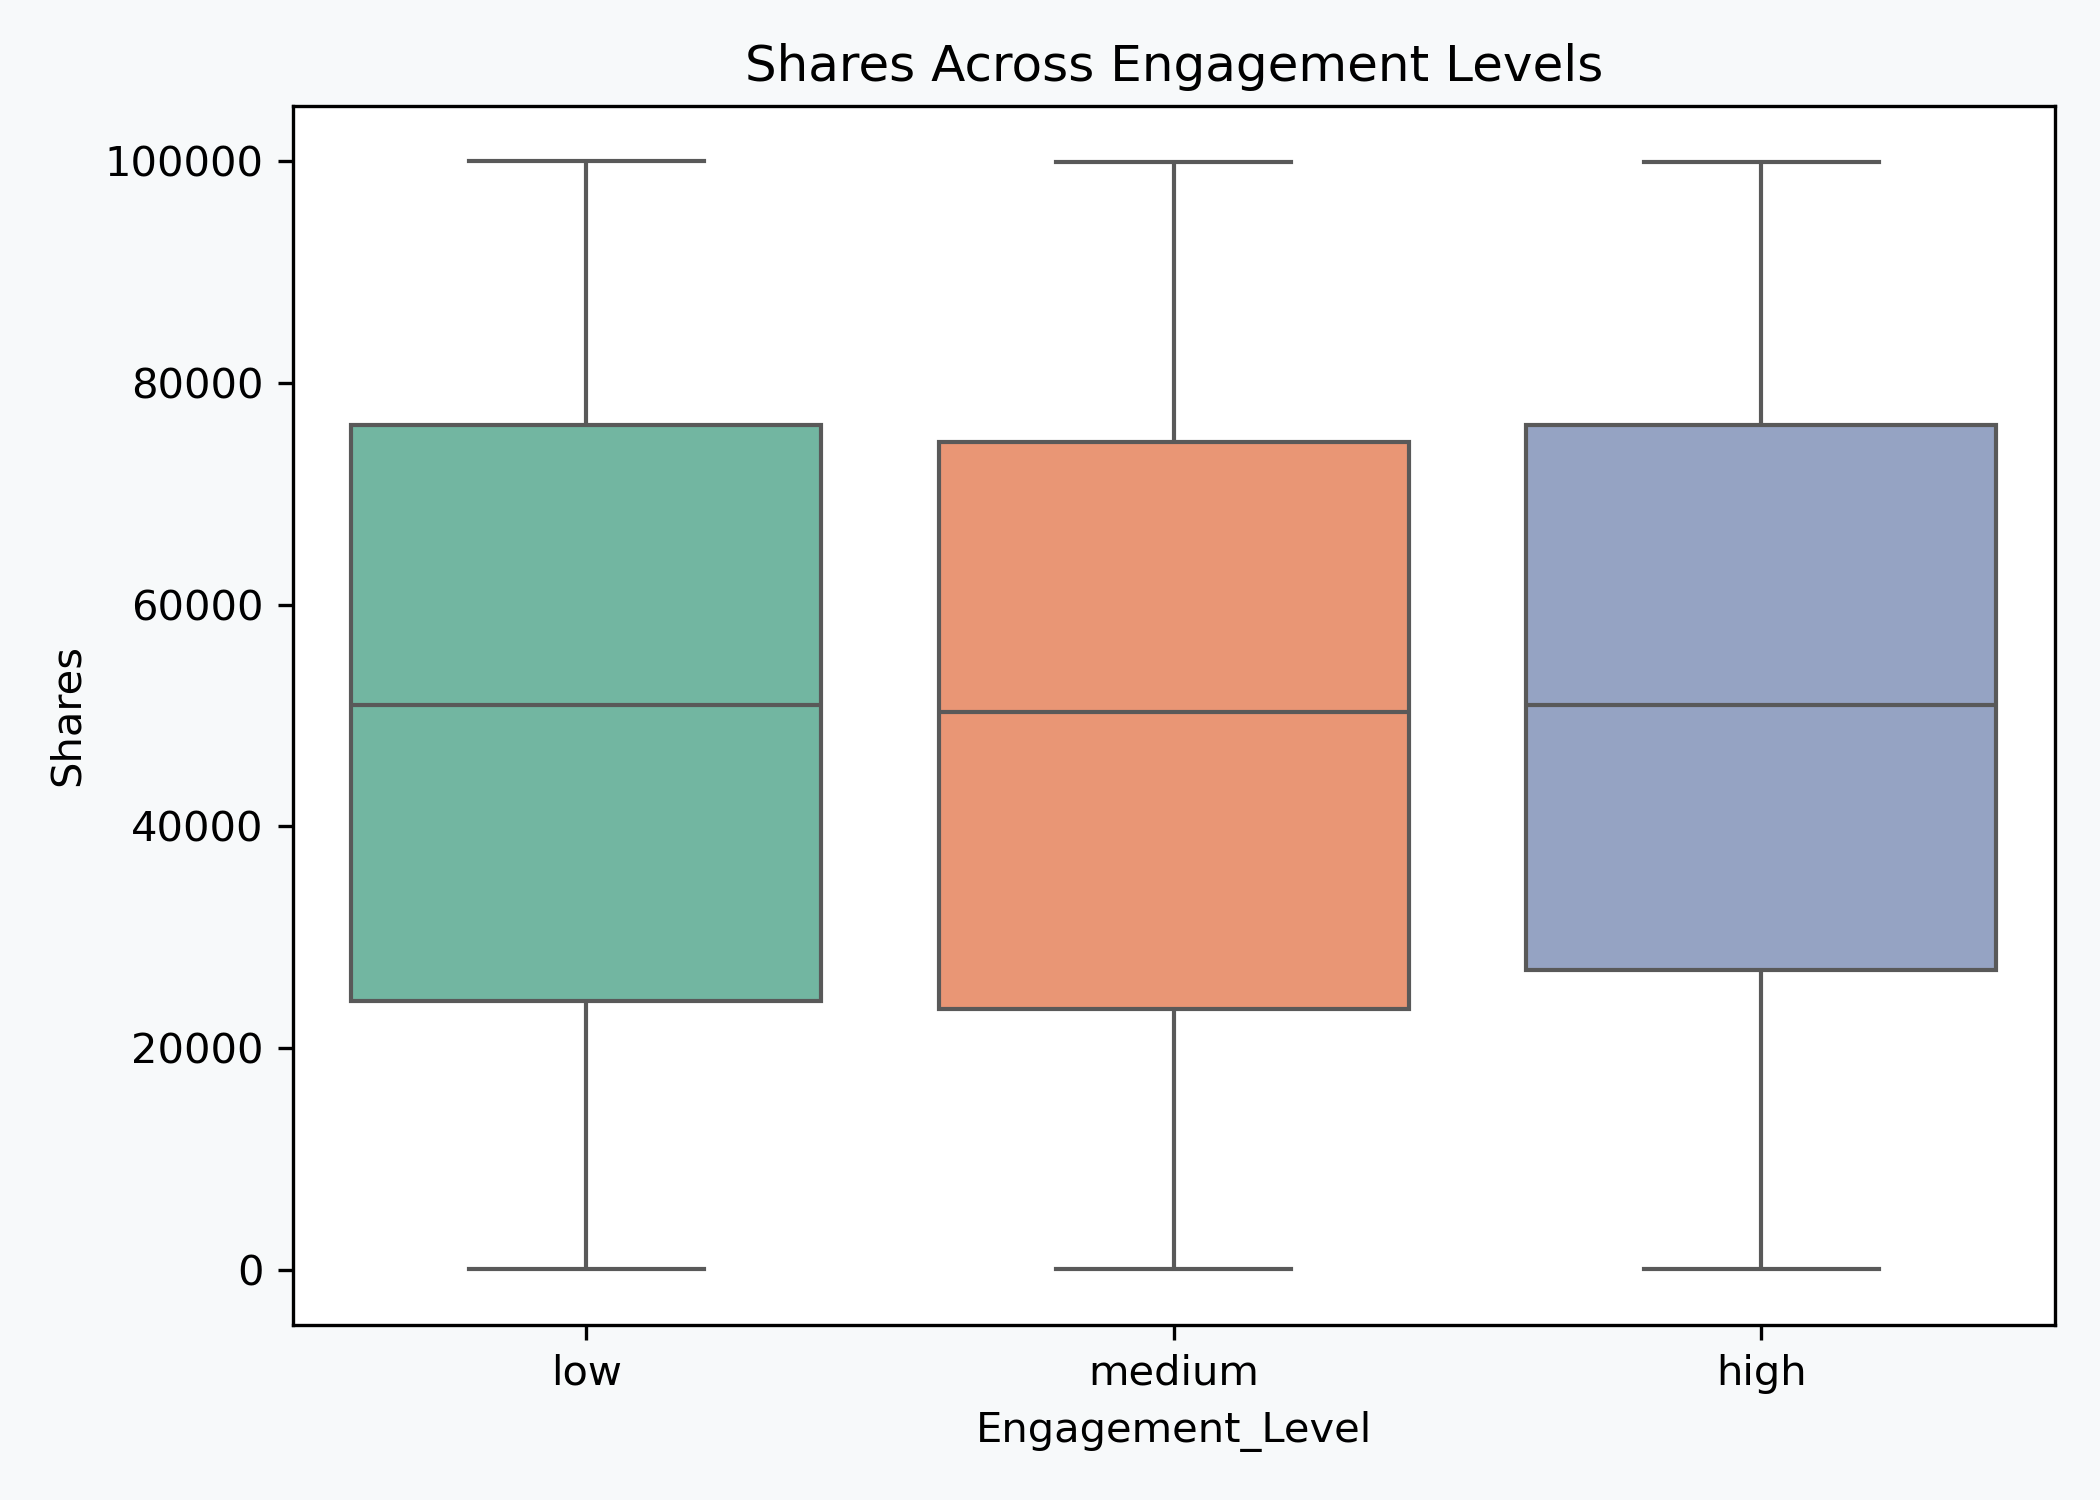 Shares Across Engagement Levels
Shares
100000
80000
60000
40000
20000
0
low medium high
Engagement_Level